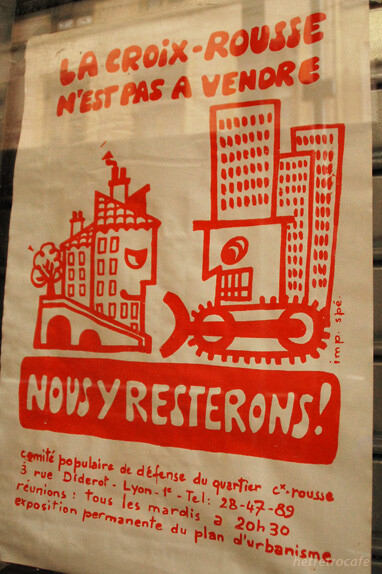 LA CROIX-ROUSSE
N'EST PAS A VENDRE
imp. spé.
NOUS Y RESTERONS!
comité populaire de défense du quartier cx-rousse
3 rue Diderot - Lyon - 1e - Tel: 28-47-89
réunions : tous les mardis a 20h30
exposition permanente du plan d'urbanisme
hetretrocafe